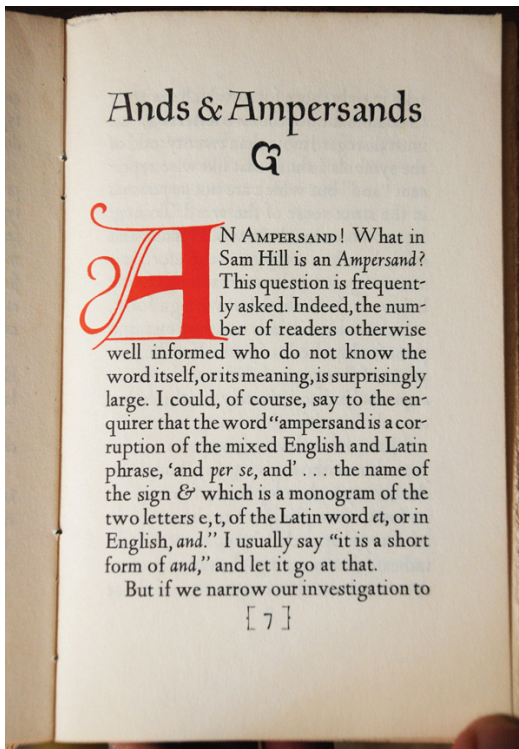 Ands & Ampersands
AN AMPERSAND! What in
Sam Hill is an Ampersand?
This question is frequent-
ly asked. Indeed, the num-
ber of readers otherwise
well informed who do not know the
word itself, or its meaning, is surprisingly
large. I could, of course, say to the en-
quirer that the word “ampersand is a cor-
ruption of the mixed English and Latin
phrase, ‘and per se, and’ . . . the name of
the sign & which is a monogram of the
two letters e, t, of the Latin word et, or in
English, and.” I usually say “it is a short
form of and,” and let it go at that.
But if we narrow our investigation to
[ 7 ]